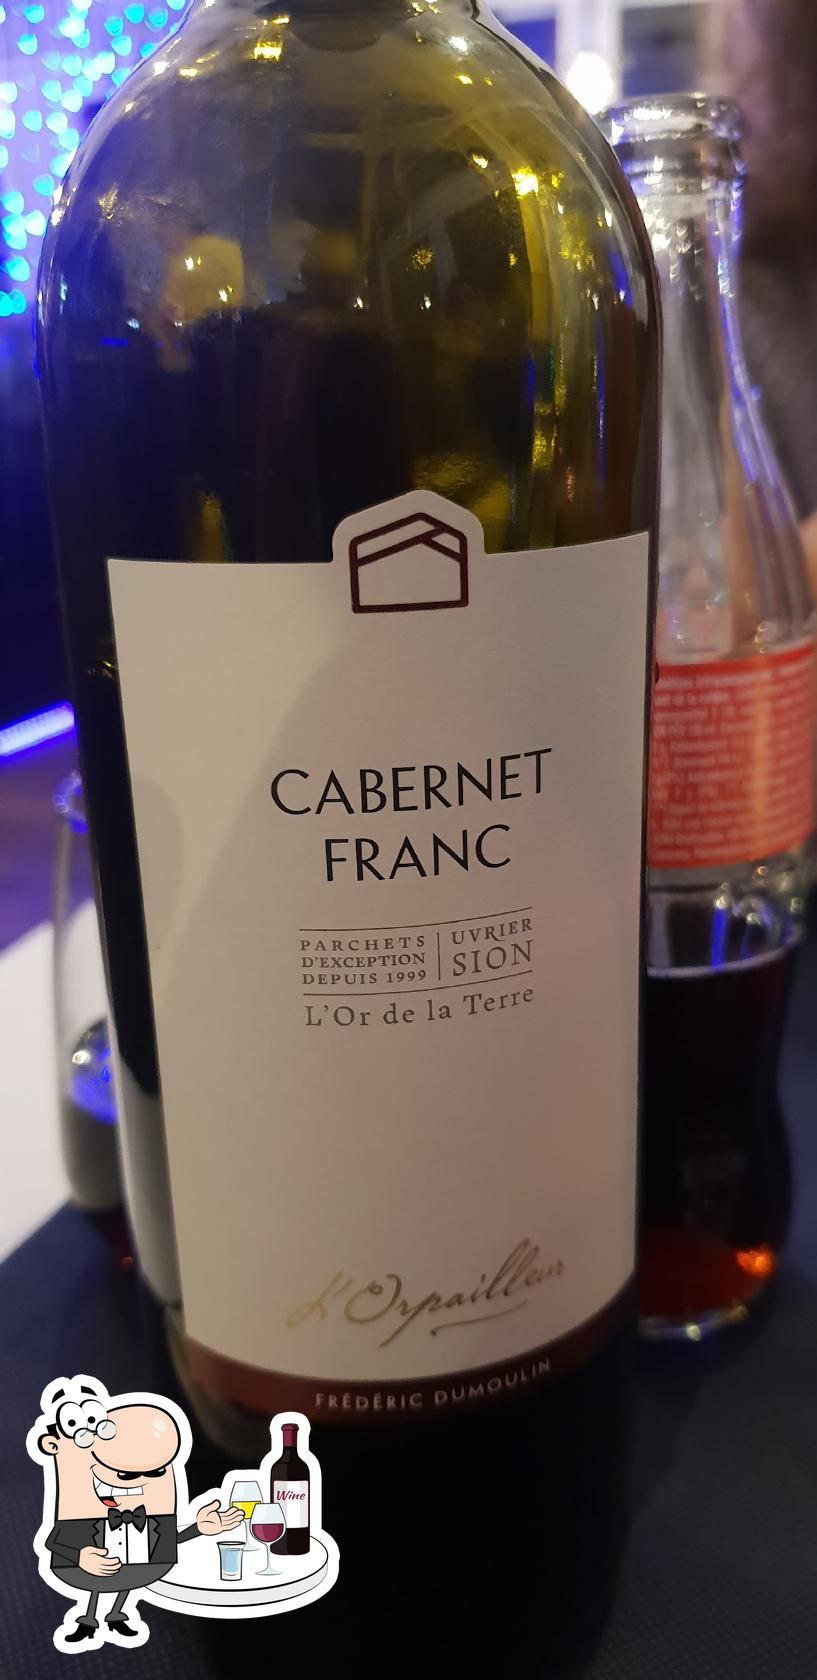 CABERNET
FRANC
PARCHETS
D'EXCEPTION
DEPUIS 1999
UVRIER
SION
L'Or de la Terre
L'Orpailleur
FRÉDÉRIC DUMOULIN
Wine